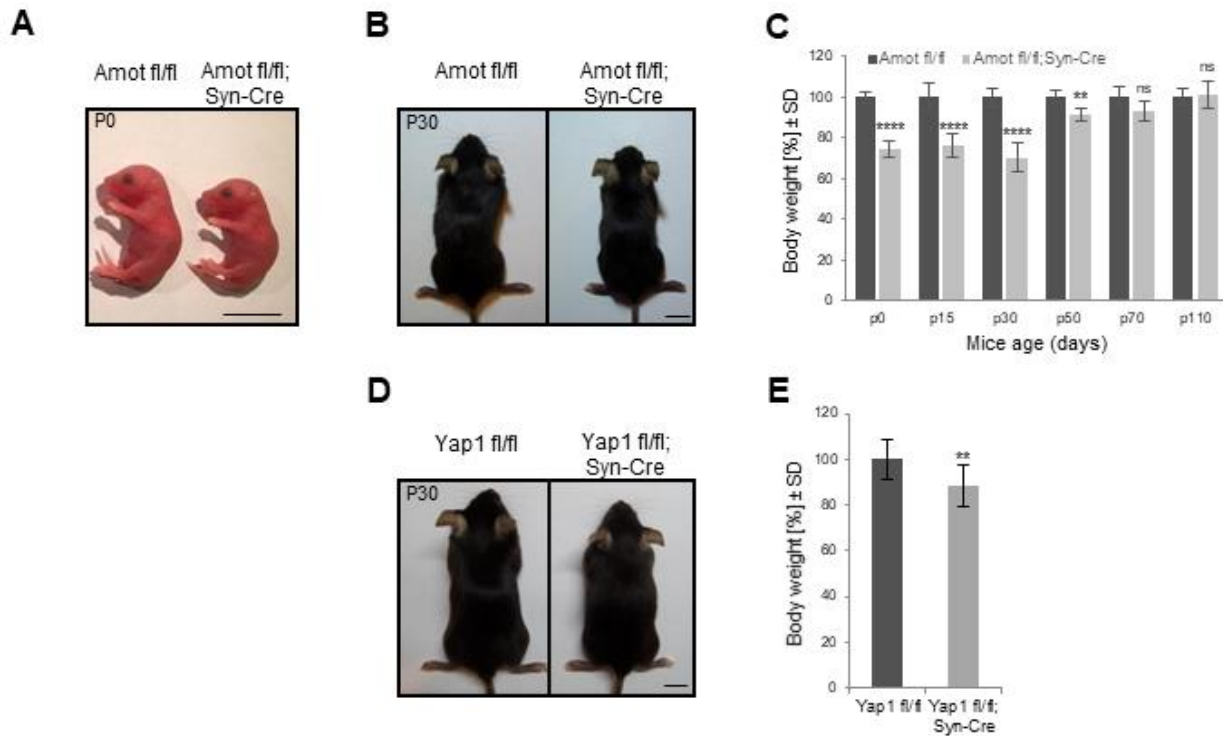 A
Amot fl/fl
Amot fl/fl;
Syn-Cre
P0
B
Amot fl/fl
Amot fl/fl;
Syn-Cre
P30
C
Amot fl/fl
Amot fl/fl;Syn-Cre
Body weight [%] ± SD
120
100
80
60
40
20
0
****
****
****
**
ns
ns
p0
p15
p30
p50
p70
p110
Mice age (days)
D
Yap1 fl/fl
Yap1 fl/fl;
Syn-Cre
P30
E
Body weight [%] ± SD
120
100
80
60
40
20
0
**
Yap1 fl/fl
Yap1 fl/fl;
Syn-Cre